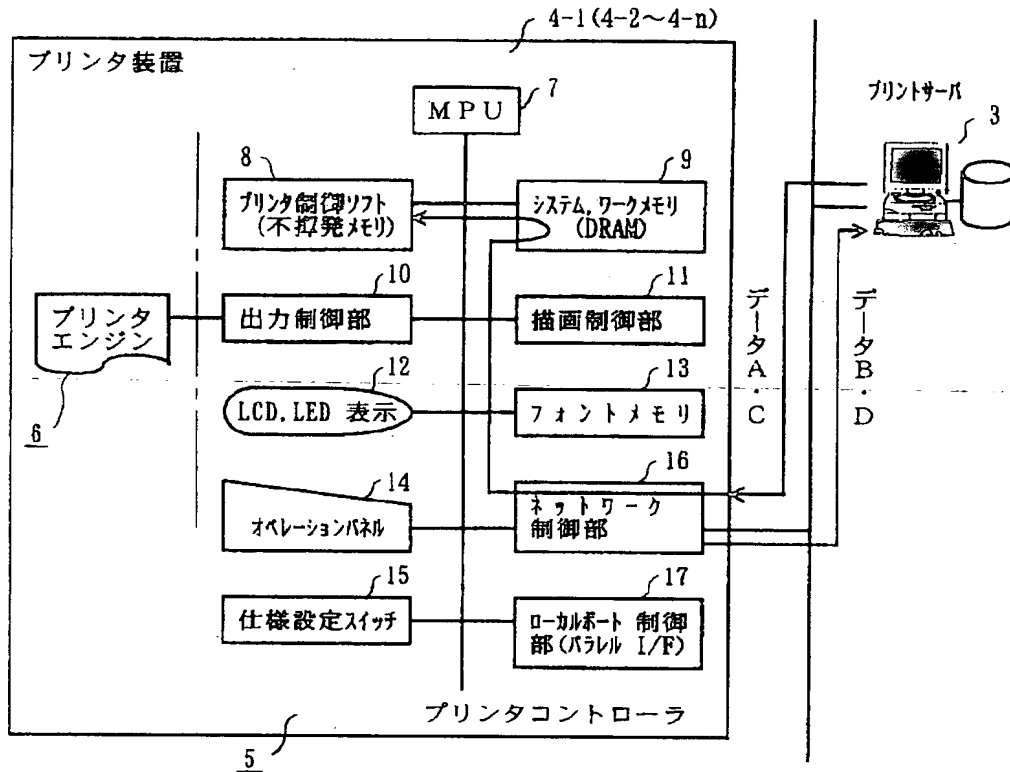 4-1(4-2～4-n)
プリンタ装置
7
MPU
プリントサーバ
3
8
プリンタ制御ソフト
(不揮発メモリ)
9
システム,ワークメモリ
(DRAM)
10
出力制御部
11
描画制御部
プリンタ
エンジン
6
12
LCD,LED 表示
13
フォントメモリ
データA・C
データB・D
14
オペレーションパネル
16
ネットワーク
制御部
15
仕様設定スイッチ
17
ローカルポート 制御
部(パラレル I/F)
プリンタコントローラ
5